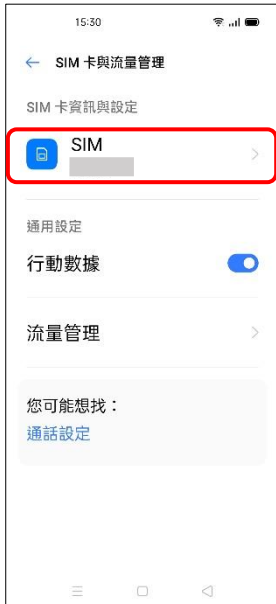 15:30
SIM 卡與流量管理
SIM 卡資訊與設定
SIM
通用設定
行動數據
流量管理
您可能想找：
通話設定